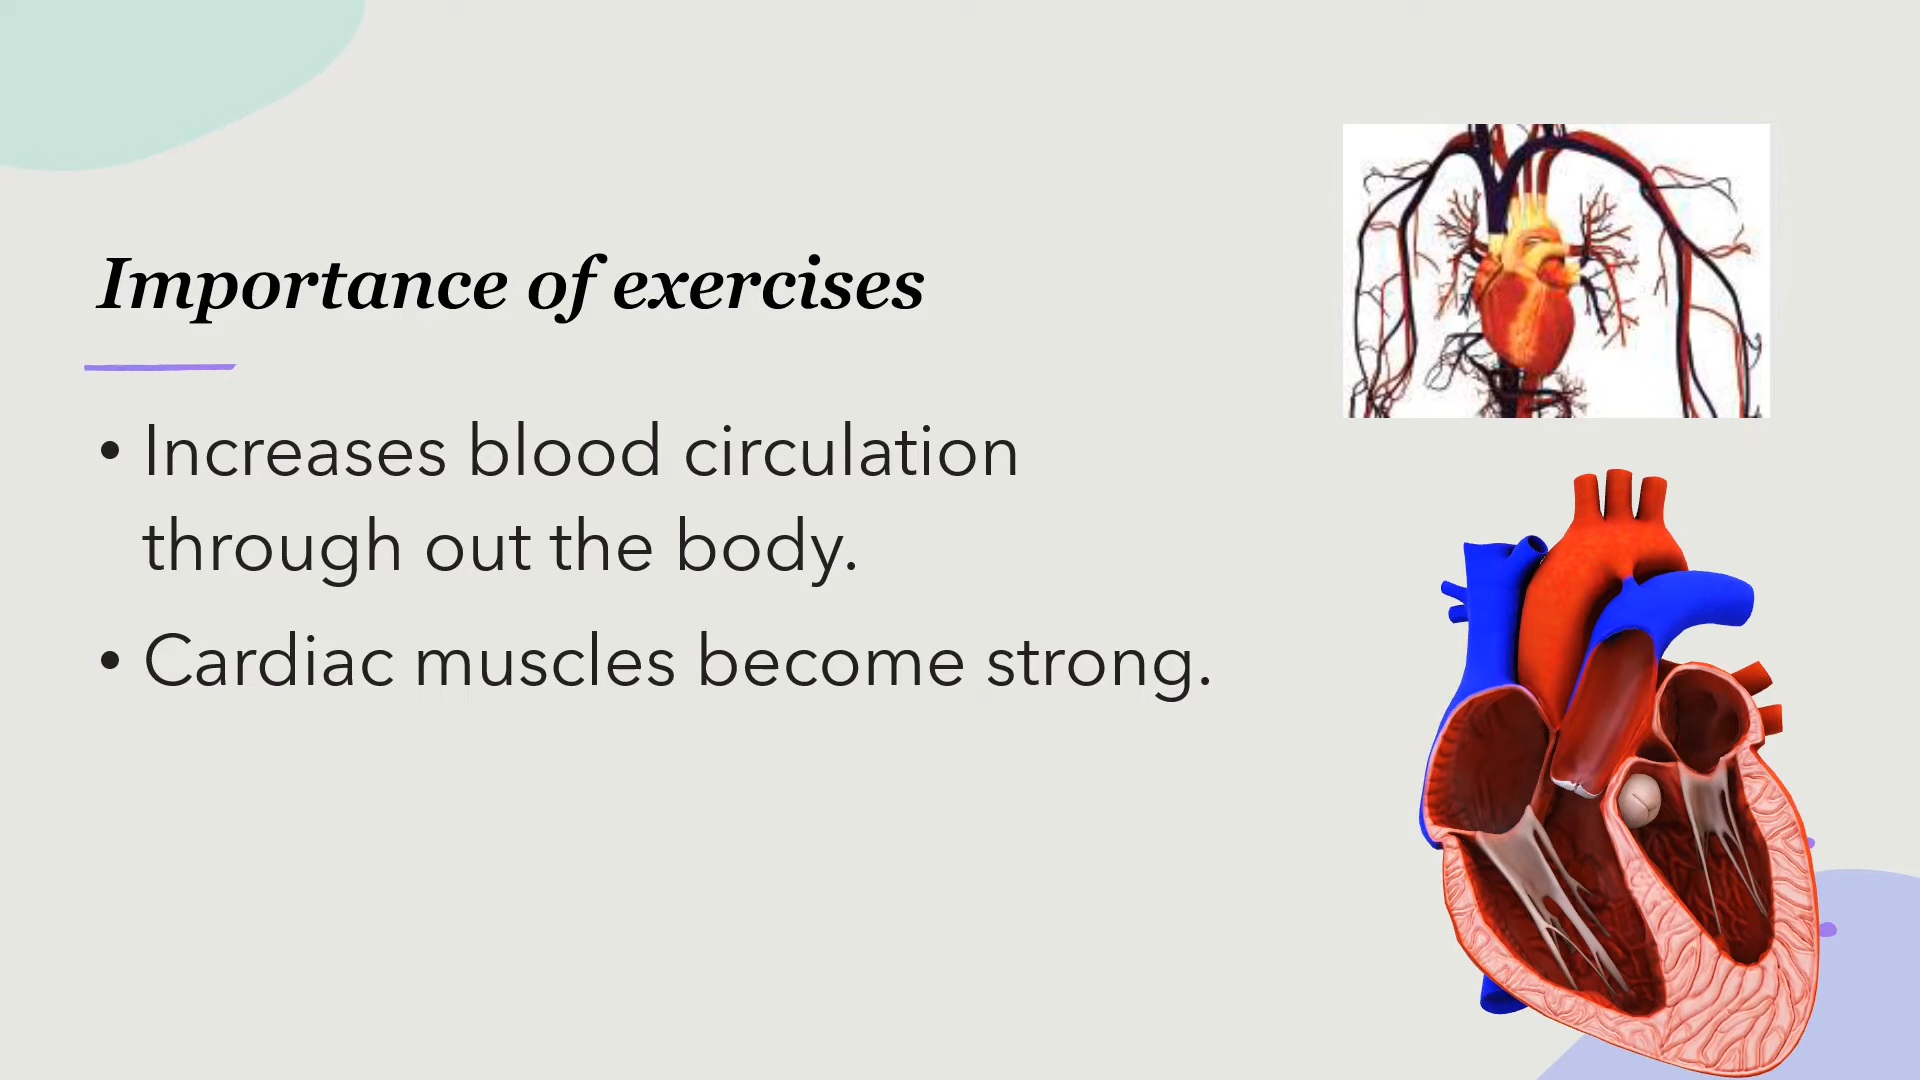 Importance of exercises
• Increases blood circulation
through out the body.
• Cardiac muscles become strong.